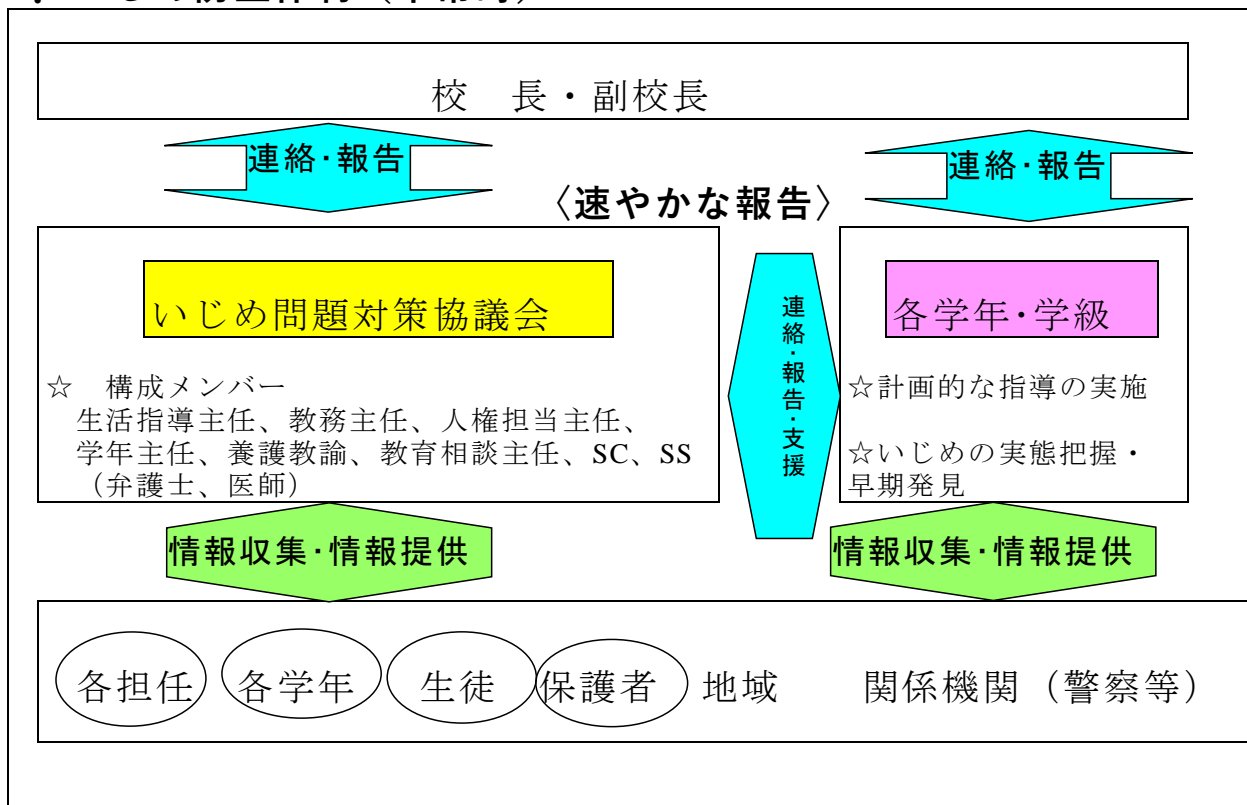 校　長・副校長
連絡・報告
連絡・報告
〈速やかな報告〉
いじめ問題対策協議会
☆　構成メンバー
生活指導主任、教務主任、人権担当主任、
学年主任、養護教諭、教育相談主任、SC、SS
（弁護士、医師）
連絡・報告・支援
各学年・学級
☆計画的な指導の実施
☆いじめの実態把握・
早期発見
情報収集・情報提供
情報収集・情報提供
各担任　各学年　生徒　保護者　地域　関係機関（警察等）